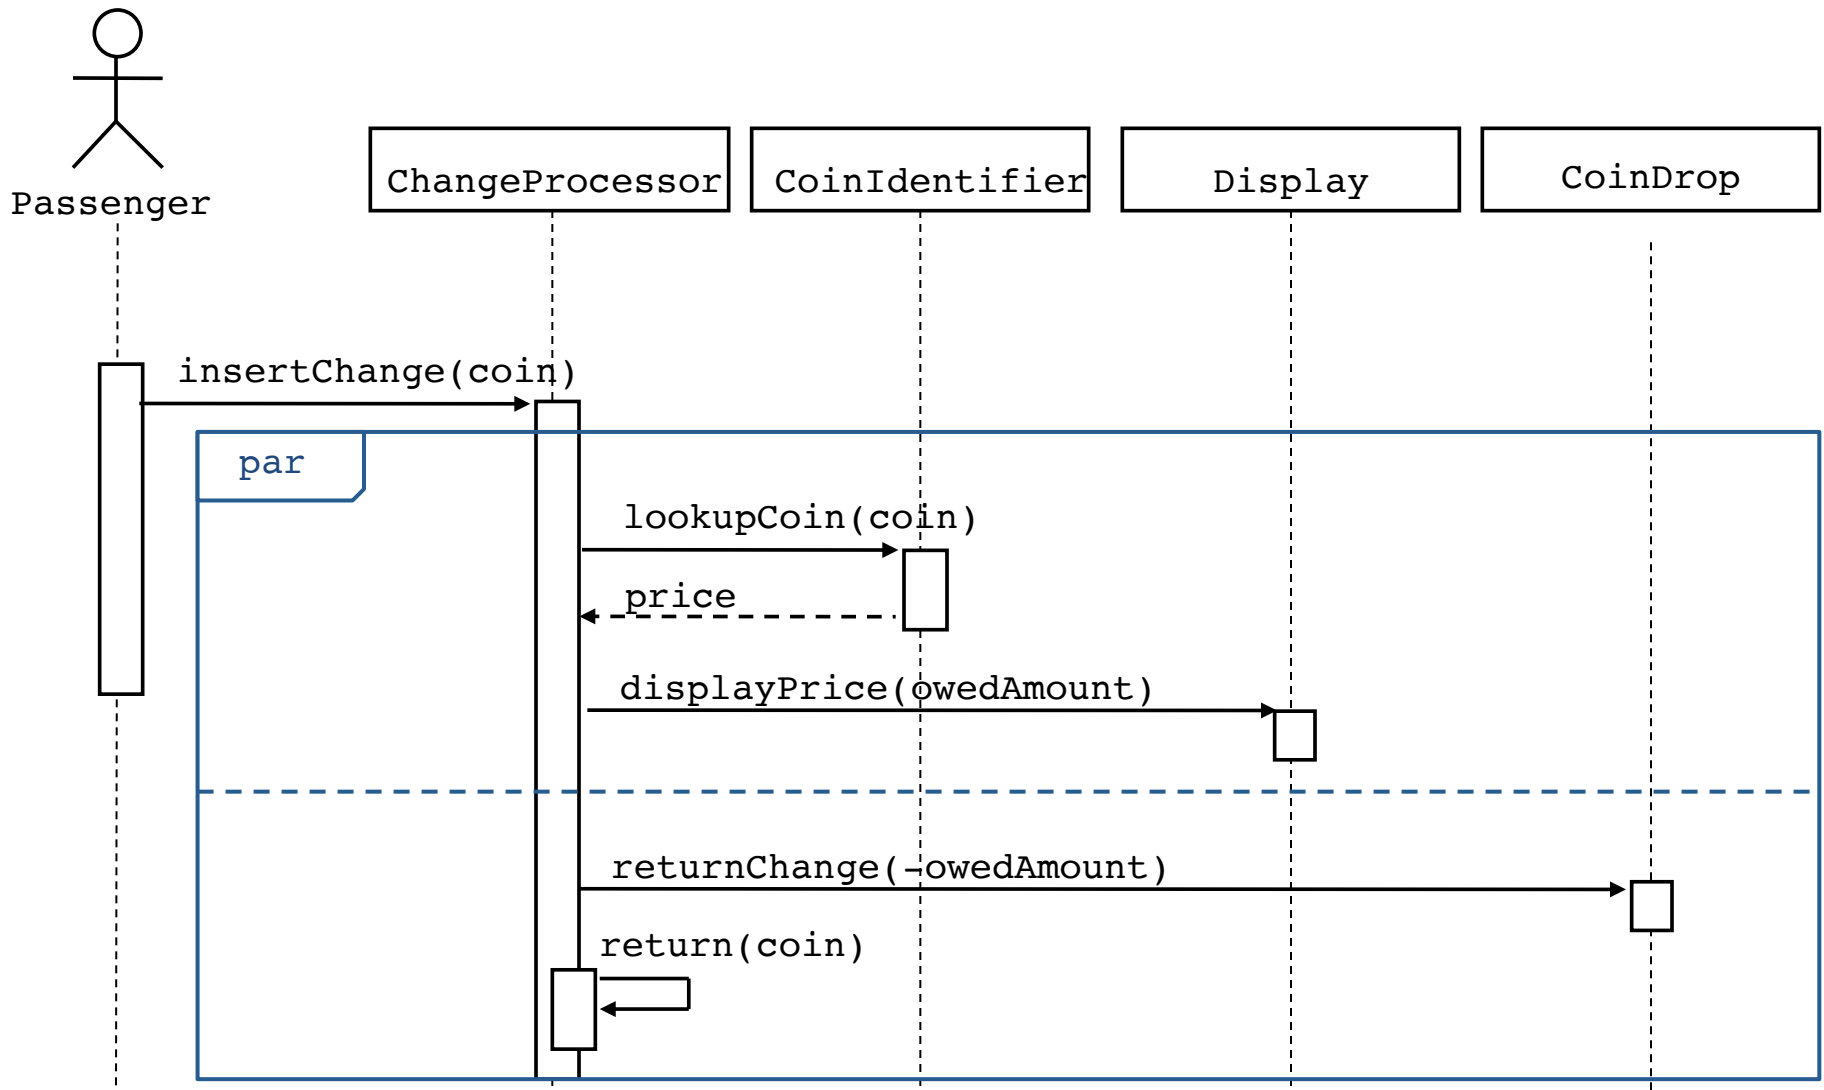 Passenger
ChangeProcessor
CoinIdentifier
Display
CoinDrop
insertChange(coin)
par
lookupCoin(coin)
price
displayPrice(owedAmount)
returnChange(-owedAmount)
return(coin)